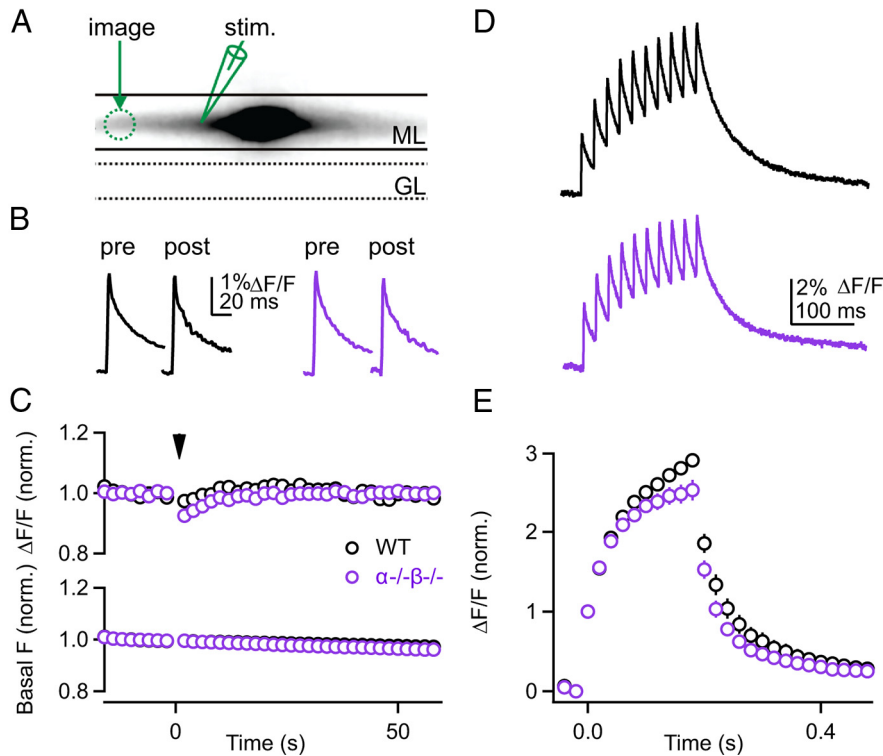 A
image
stim.
ML
GL
B
pre
post
pre
post
1% ΔF/F
20 ms
C
1.2
1.0
0.8
ΔF/F (norm.)
WT
α-/-β-/-
1.2
1.0
0.8
Basal F (norm.)
0
50
Time (s)
D
2% ΔF/F
100 ms
E
3
2
1
0
ΔF/F (norm.)
0.0
0.4
Time (s)